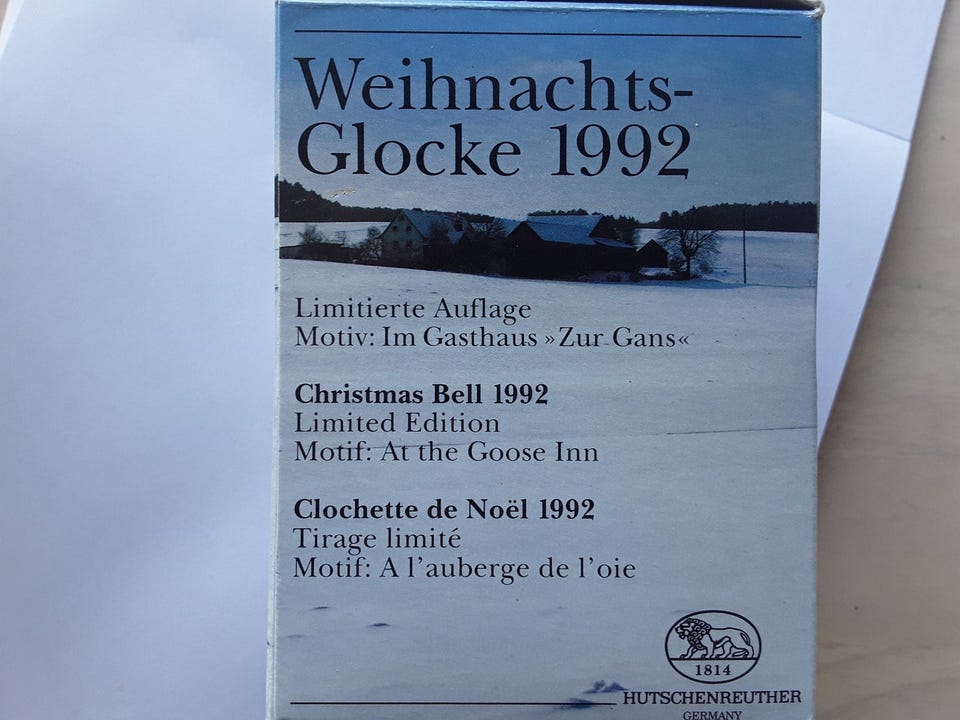 Weihnachts-
Glocke 1992
Limitierte Auflage
Motiv: Im Gasthaus »Zur Gans«
Christmas Bell 1992
Limited Edition
Motif: At the Goose Inn
Clochette de Noël 1992
Tirage limité
Motif: A l'auberge de l'oie
1814
HUTSCHENREUTHER
GERMANY